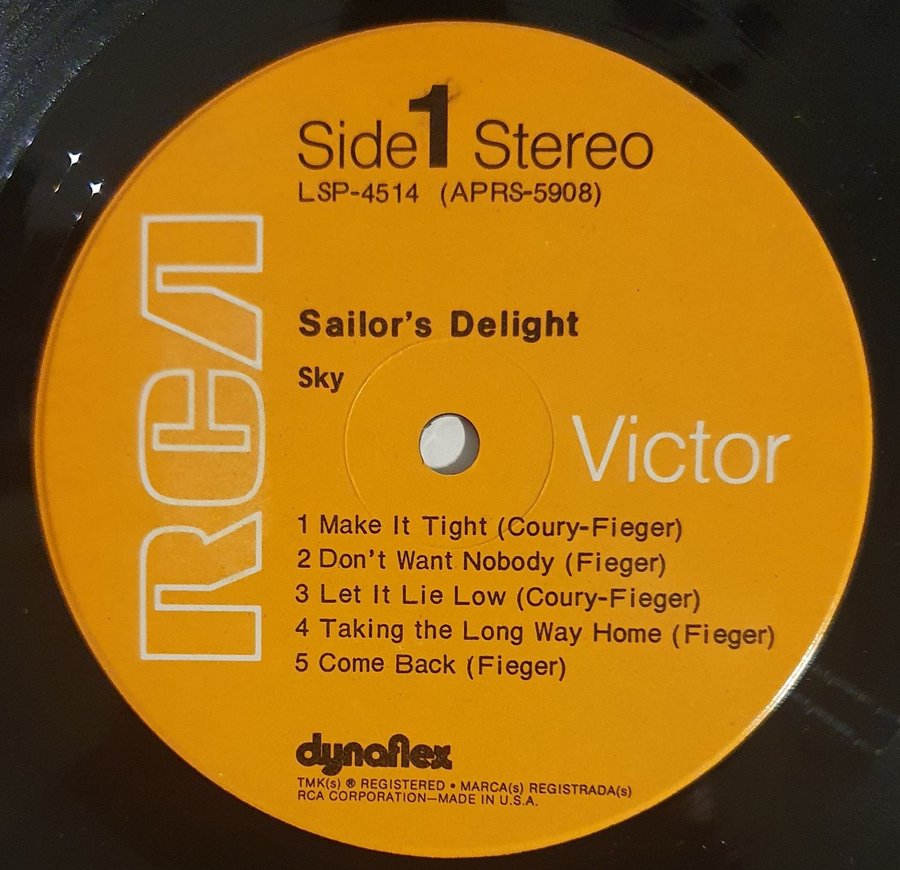 Side 1 Stereo
LSP-4514 (APRS-5908)
RCA
Sailor's Delight
Sky
Victor
1 Make It Tight (Coury-Fieger)
2 Don't Want Nobody (Fieger)
3 Let It Lie Low (Coury-Fieger)
4 Taking the Long Way Home (Fieger)
5 Come Back (Fieger)
dynaflex
TMK(s) ® REGISTERED • MARCA(s) REGISTRADA(s)
RCA CORPORATION—MADE IN U.S.A.